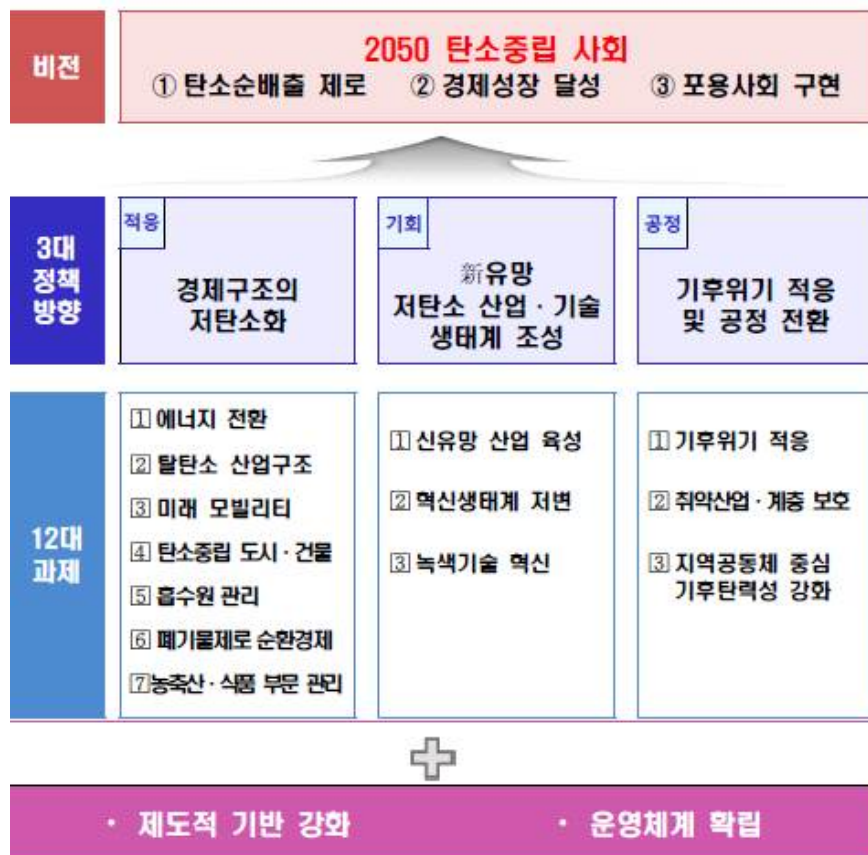 비전
2050 탄소중립 사회
① 탄소순배출 제로 ② 경제성장 달성 ③ 포용사회 구현
3대
정책
방향
적응
경제구조의
저탄소화
기회
新유망
저탄소 산업·기술
생태계 조성
공정
기후위기 적응
및 공정 전환
12대
과제
1 에너지 전환
2 탈탄소 산업구조
3 미래 모빌리티
4 탄소중립 도시·건물
5 흡수원 관리
6 폐기물제로 순환경제
7 농축산·식품 부문 관리
1 신유망 산업 육성
2 혁신생태계 저변
3 녹색기술 혁신
1 기후위기 적응
2 취약산업·계층 보호
3 지역공동체 중심
기후탄력성 강화
· 제도적 기반 강화 · 운영체계 확립